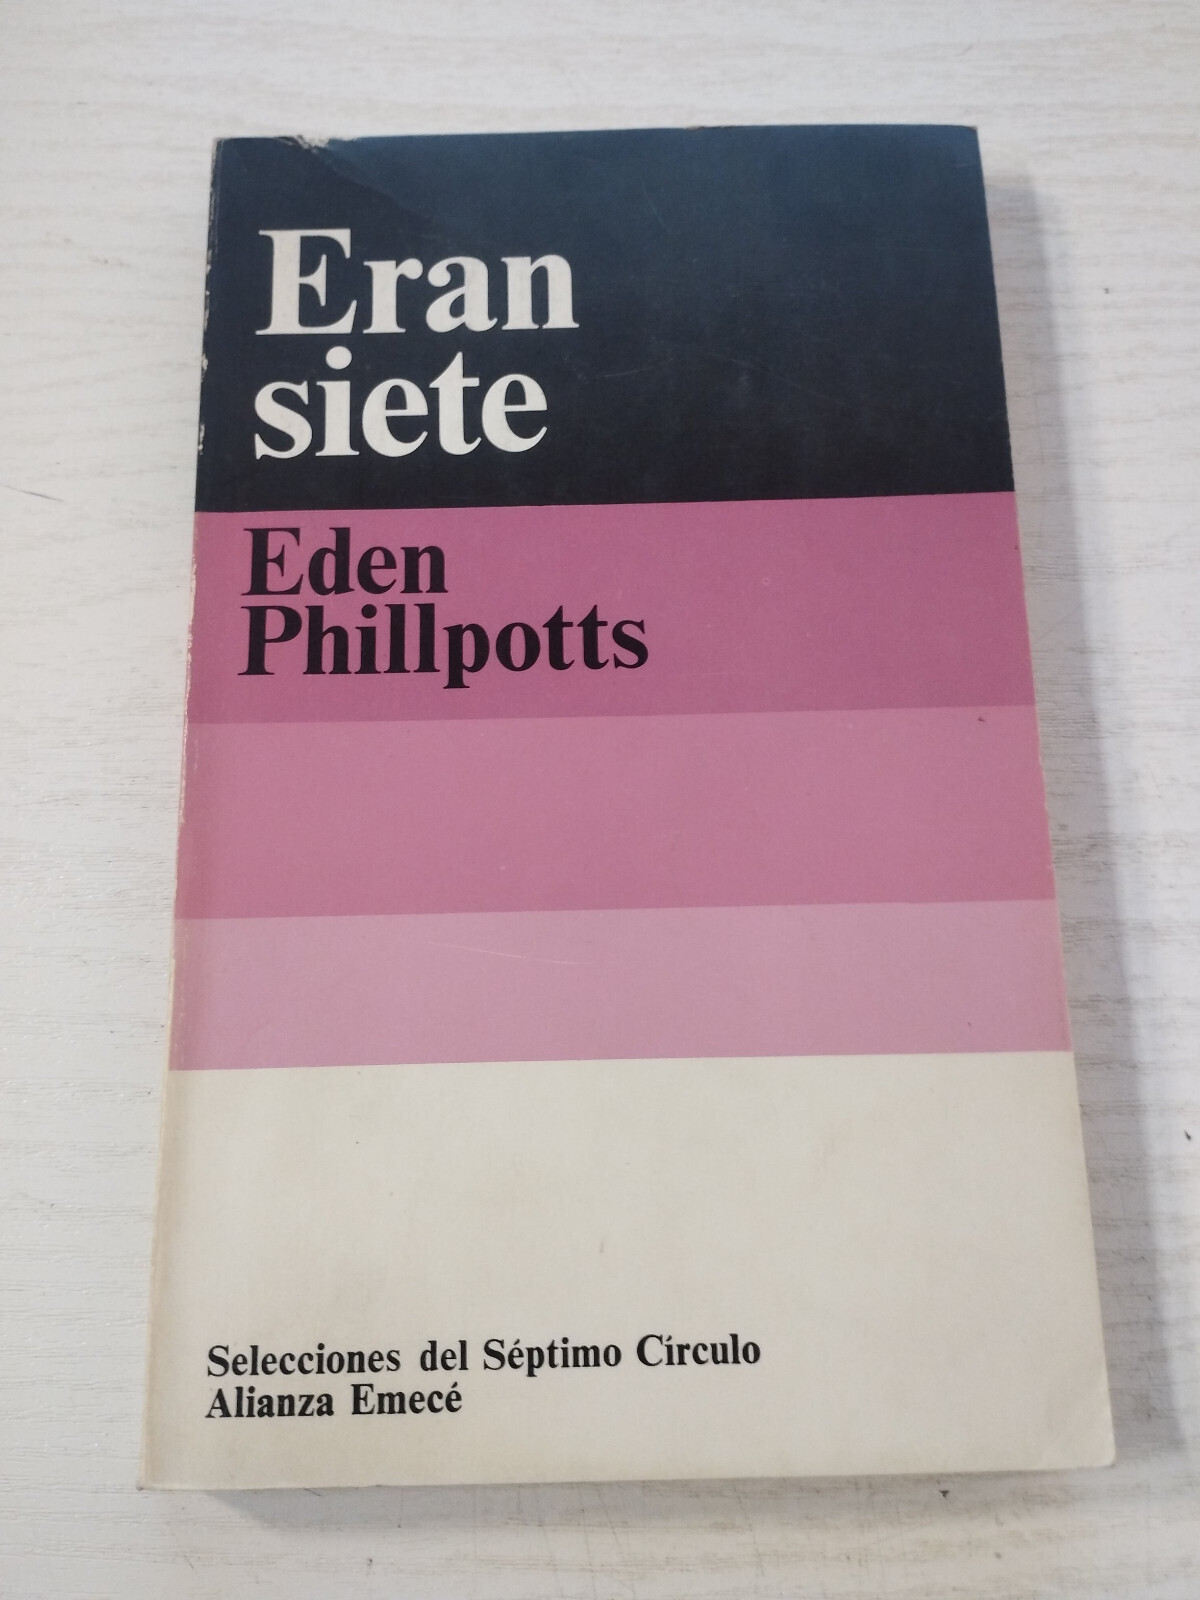 Eran
siete
Eden
Phillpotts
Selecciones del Séptimo Círculo
Alianza Emecé